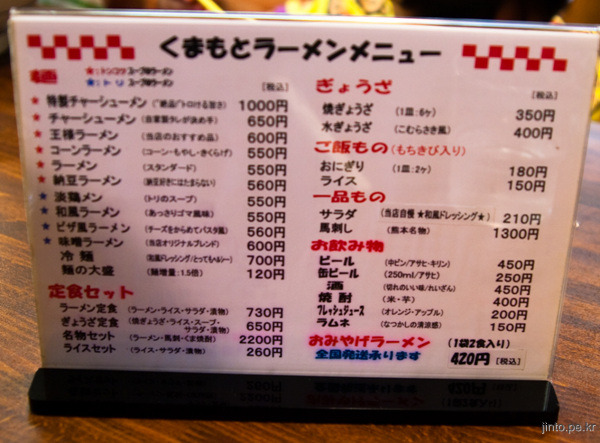 くまもとラーメンメニュー
麺
★:トンコツ スープのラーメン
★:トリ スープのラーメン
[税込]
★ 特製チャーシューメン (“絶品”トロける旨さ) 1000円
★ チャーシューメン (自家製タレが決め手) 650円
★ 王様ラーメン (当店のおすすめ品) 600円
★ コーンラーメン (コーン・もやし・きくらげ) 550円
★ ラーメン (スタンダード) 550円
★ 納豆ラーメン (納豆好きにはたまらない) 560円
★ 淡鶏メン (トリのスープ) 550円
★ 和風ラーメン (あっさりゴマ風味) 550円
★ ピザ風ラーメン (チーズをからめてパスタ風) 560円
★ 味噌ラーメン (当店オリジナルブレンド) 600円
冷麺 (和風ドレッシング/とってもヘルシー) 700円
麺の大盛 (麺増量:1.5倍) 120円
定食セット
ラーメン定食 (ラーメン・ライス・サラダ・漬物) 730円
ぎょうざ定食 (焼ぎょうざ・ライス・スープ・サラダ・漬物) 650円
名物セット (ラーメン・馬刺・くま焼酎) 2200円
ライスセット (ライス・サラダ・漬物) 260円
ぎょうざ
[税込]
焼ぎょうざ (1皿:6ケ) 350円
水ぎょうざ (こむらさき風) 400円
ご飯もの (もちきび入り)
おにぎり (1皿:2ケ) 180円
ライス 150円
一品もの
サラダ (当店自慢 ★和風ドレッシング★) 210円
馬刺し (熊本名物) 1300円
お飲み物
ビール (中ビン/アサヒ・キリン) 450円
缶ビール (250ml/アサヒ) 250円
酒 (切れのいい味/れいざん) 450円
焼酎 (米・芋) 400円
フレッシュジュース (オレンジ・アップル) 200円
ラムネ (なつかしの清涼感) 150円
おみやげラーメン (1袋2食入り)
全国発送承ります 420円 [税込]
jinto.pe.kr